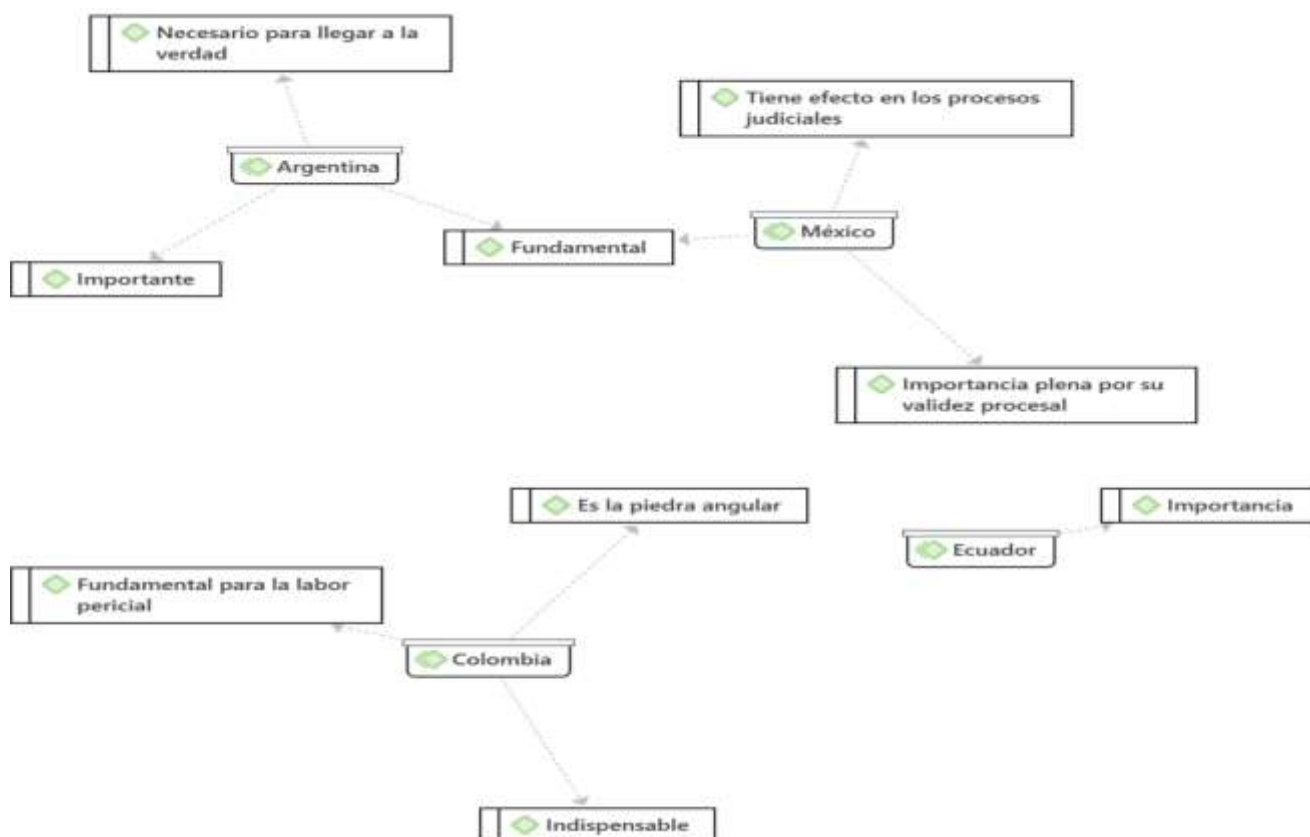 Necesario para llegar a la
verdad
Tiene efecto en los procesos
judiciales
Argentina
México
Fundamental
Importante
Importancia plena por su
validez procesal
Es la piedra angular
Importancia
Ecuador
Fundamental para la labor
pericial
Colombia
Indispensable